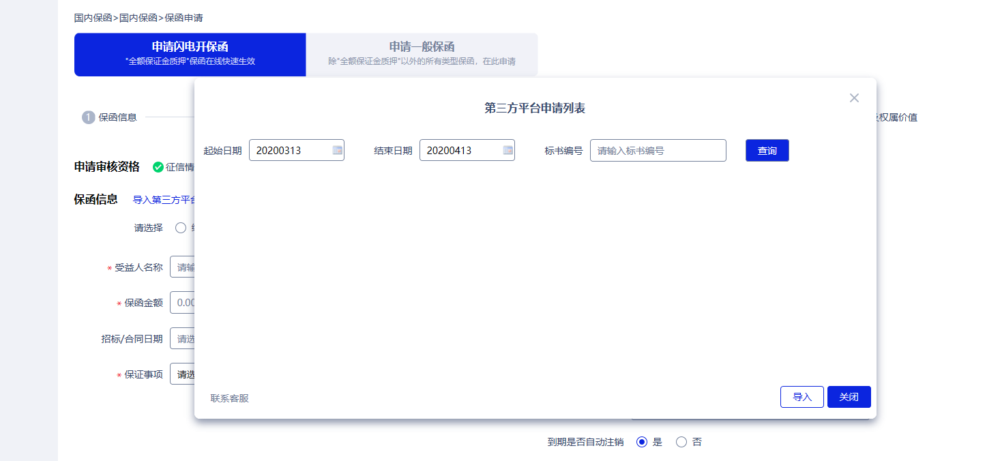 国内保函>国内保函>保函申请
申请闪电开保函
"全额保证金质押"保函在线快速生效
申请一般保函
除"全额保证金质押"以外的所有类型保函，在此申请
1 保函信息
权属价值
申请审核资格 征信情
保函信息 导入第三方平台
请选择
* 受益人名称 请输
* 保函金额 0.00
招标/合同日期 请选
* 保证事项 请选
第三方平台申请列表
起始日期 20200313 结束日期 20200413 标书编号 请输入标书编号 查询
联系客服 导入 关闭
到期是否自动注销 是 否